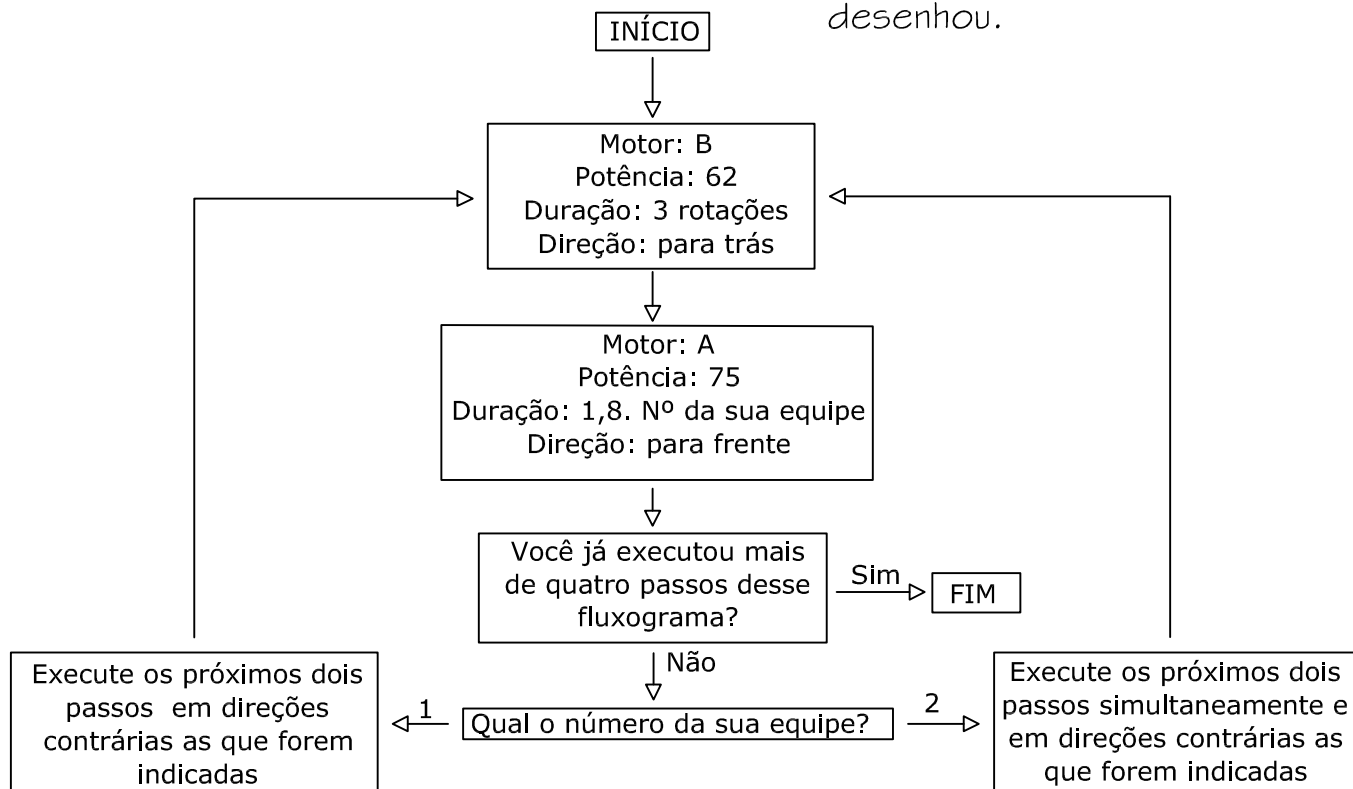 desenhou.
INÍCIO
Motor: B
Potência: 62
Duração: 3 rotações
Direção: para trás
Motor: A
Potência: 75
Duração: 1,8. Nº da sua equipe
Direção: para frente
Você já executou mais
de quatro passos desse
fluxograma?
Sim
FIM
Não
Qual o número da sua equipe?
1
2
Execute os próximos dois
passos em direções
contrárias as que forem
indicadas
Execute os próximos dois
passos simultaneamente e
em direções contrárias as
que forem indicadas